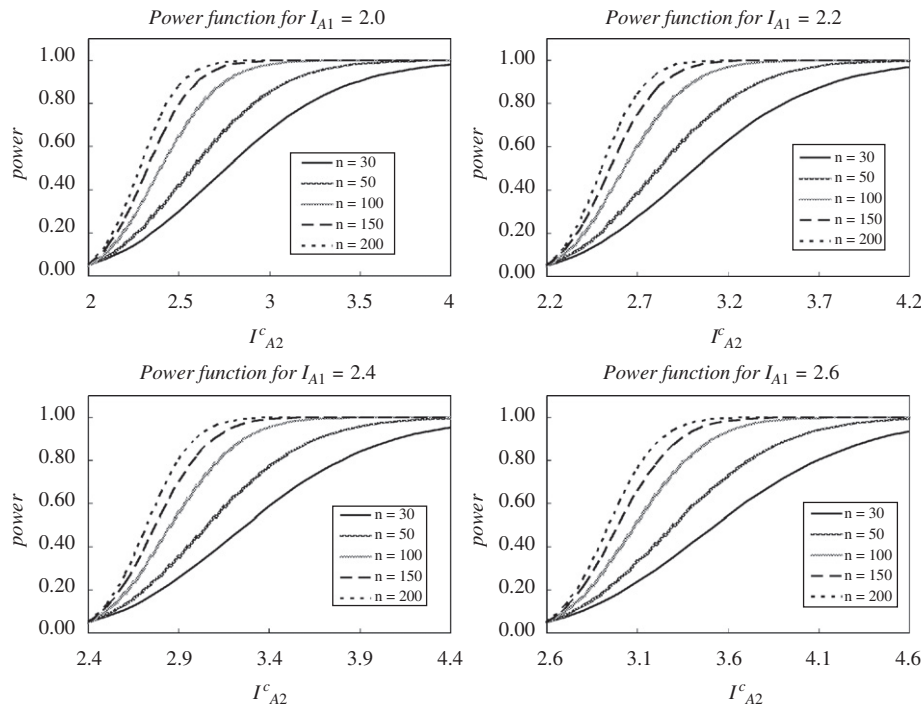 Power function for I_A1 = 2.0
1.00
0.80
0.60
0.40
0.20
0.00
power
n = 30
n = 50
n = 100
n = 150
n = 200
2 2.5 3 3.5 4
I^c_A2
Power function for I_A1 = 2.2
1.00
0.80
0.60
0.40
0.20
0.00
power
n = 30
n = 50
n = 100
n = 150
n = 200
2.2 2.7 3.2 3.7 4.2
I^c_A2
Power function for I_A1 = 2.4
1.00
0.80
0.60
0.40
0.20
0.00
power
n = 30
n = 50
n = 100
n = 150
n = 200
2.4 2.9 3.4 3.9 4.4
I^c_A2
Power function for I_A1 = 2.6
1.00
0.80
0.60
0.40
0.20
0.00
power
n = 30
n = 50
n = 100
n = 150
n = 200
2.6 3.1 3.6 4.1 4.6
I^c_A2